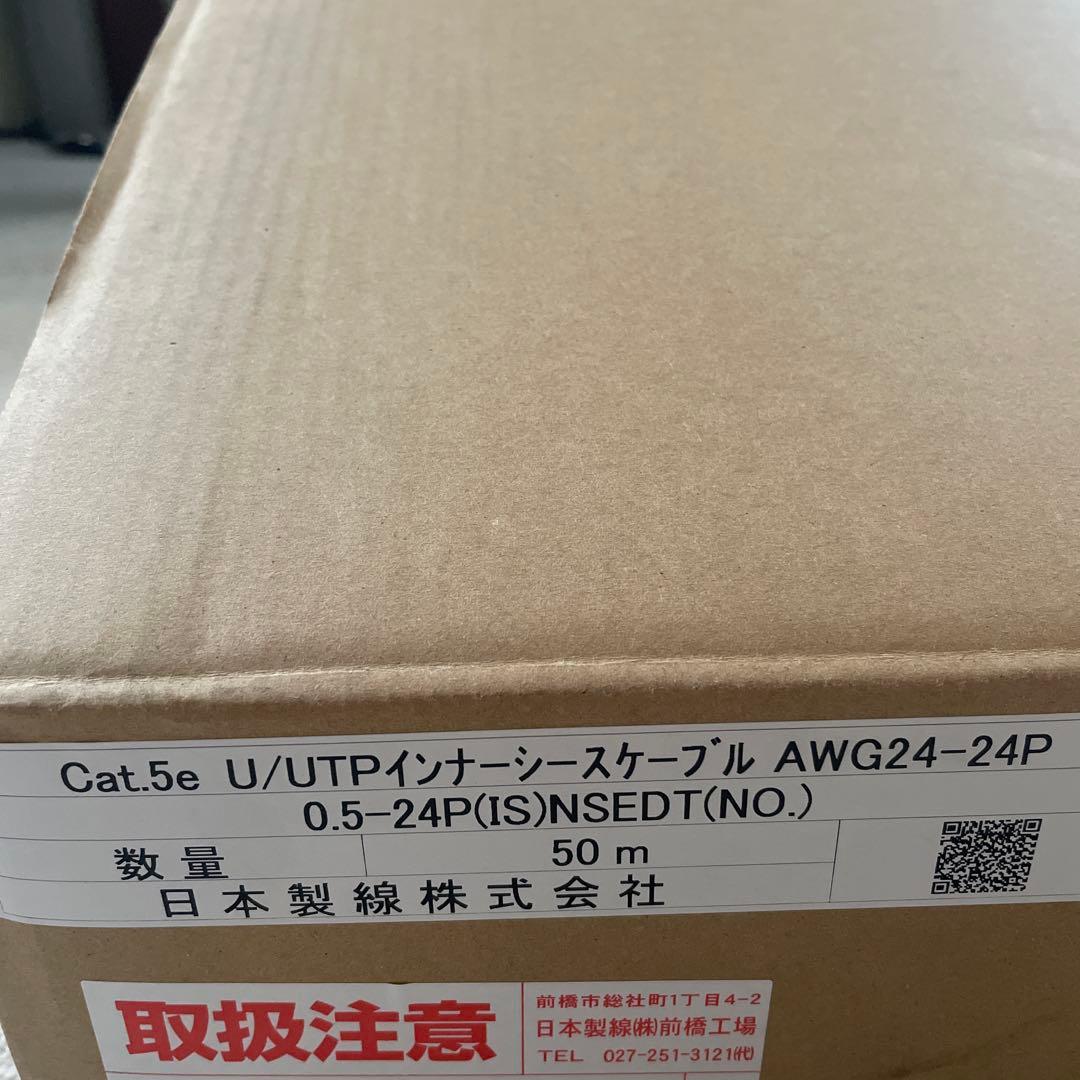 Cat.5e U/UTPインナーシースケーブル AWG24-24P
0.5-24P(IS)NSEDT(NO.)
数量 50 m
日本製線株式会社
取扱注意
前橋市総社町1丁目4-2
日本製線㈱前橋工場
TEL 027-251-3121㈹